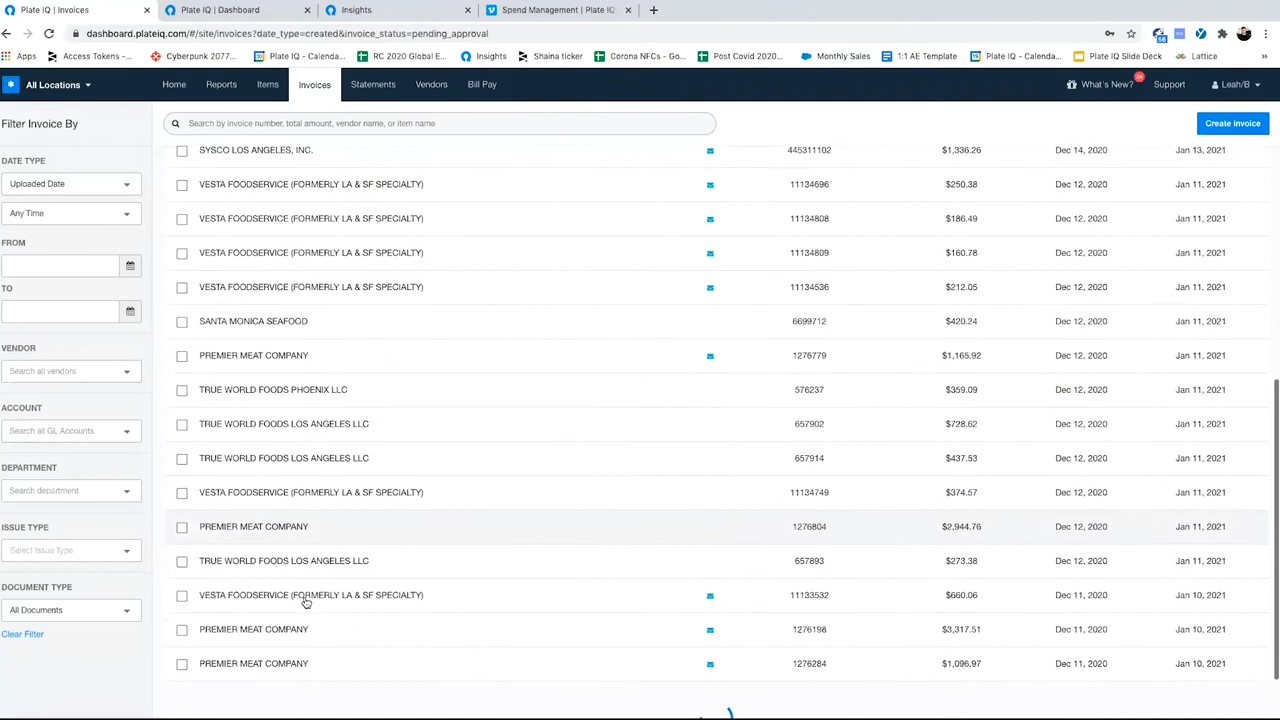 Plate IQ | Invoices
Plate IQ | Dashboard
Insights
Spend Management | Plate IQ
dashboard.plateiq.com/#/site/invoices?date_type=created&invoice_status=pending_approval
Apps
Access Tokens -...
Cyberpunk 2077...
Plate IQ - Calenda...
RC 2020 Global E...
Insights
Shaina ticker
Corona NFCs - Go...
Post Covid 2020...
Monthly Sales
1:1 AE Template
Plate IQ - Calenda...
Plate IQ Slide Deck
Lattice
All Locations
Home
Reports
Items
Invoices
Statements
Vendors
Bill Pay
What's New?
Support
Leah/B
Filter Invoice By
Search by invoice number, total amount, vendor name, or item name
Create invoice
DATE TYPE
Uploaded Date
Any Time
FROM
TO
VENDOR
Search all vendors
ACCOUNT
Search all GL Accounts
DEPARTMENT
Search department
ISSUE TYPE
Select Issue Type
DOCUMENT TYPE
All Documents
Clear Filter
SYSCO LOS ANGELES, INC. 445311102 $1,336.26 Dec 14, 2020 Jan 13, 2021
VESTA FOODSERVICE (FORMERLY LA & SF SPECIALTY) 11134696 $250.38 Dec 12, 2020 Jan 11, 2021
VESTA FOODSERVICE (FORMERLY LA & SF SPECIALTY) 11134808 $186.49 Dec 12, 2020 Jan 11, 2021
VESTA FOODSERVICE (FORMERLY LA & SF SPECIALTY) 11134809 $160.78 Dec 12, 2020 Jan 11, 2021
VESTA FOODSERVICE (FORMERLY LA & SF SPECIALTY) 11134536 $212.05 Dec 12, 2020 Jan 11, 2021
SANTA MONICA SEAFOOD 6699712 $420.24 Dec 12, 2020 Jan 11, 2021
PREMIER MEAT COMPANY 1276779 $1,165.92 Dec 12, 2020 Jan 11, 2021
TRUE WORLD FOODS PHOENIX LLC 576237 $359.09 Dec 12, 2020 Jan 11, 2021
TRUE WORLD FOODS LOS ANGELES LLC 657902 $728.62 Dec 12, 2020 Jan 11, 2021
TRUE WORLD FOODS LOS ANGELES LLC 657914 $437.53 Dec 12, 2020 Jan 11, 2021
VESTA FOODSERVICE (FORMERLY LA & SF SPECIALTY) 11134749 $374.57 Dec 12, 2020 Jan 11, 2021
PREMIER MEAT COMPANY 1276804 $2,944.76 Dec 12, 2020 Jan 11, 2021
TRUE WORLD FOODS LOS ANGELES LLC 657893 $273.38 Dec 12, 2020 Jan 11, 2021
VESTA FOODSERVICE (FORMERLY LA & SF SPECIALTY) 11133532 $660.06 Dec 11, 2020 Jan 10, 2021
PREMIER MEAT COMPANY 1276198 $3,317.51 Dec 11, 2020 Jan 10, 2021
PREMIER MEAT COMPANY 1276284 $1,096.97 Dec 11, 2020 Jan 10, 2021